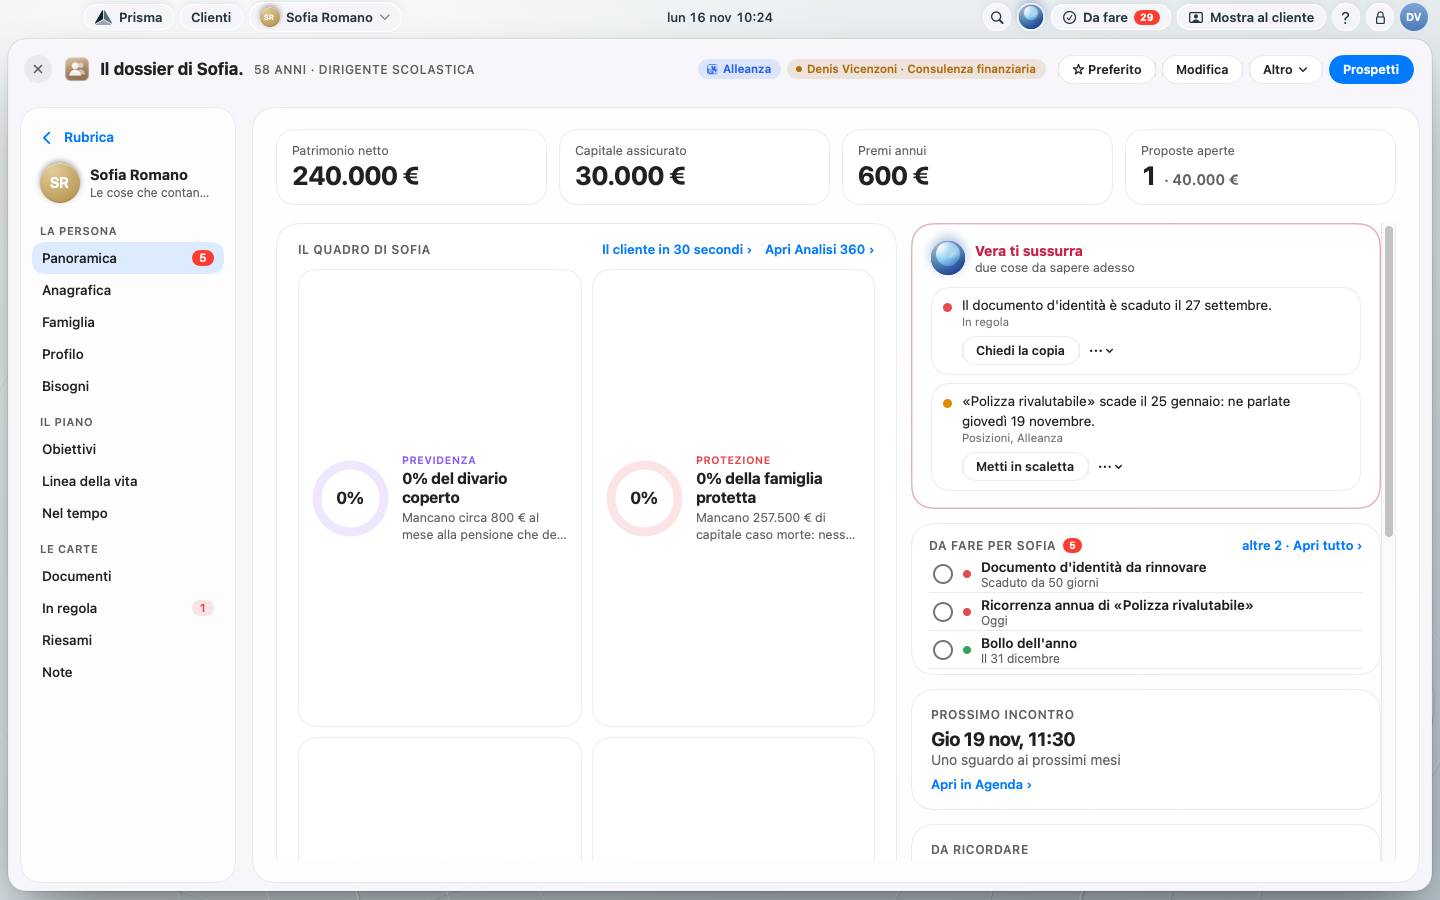 Prisma
Clienti
SR Sofia Romano
lun 16 nov 10:24
Da fare 29
Mostra al cliente
?
DV
Il dossier di Sofia.
58 ANNI · DIRIGENTE SCOLASTICA
Alleanza
Denis Vicenzoni · Consulenza finanziaria
Preferito
Modifica
Altro
Prospetti
Rubrica
SR
Sofia Romano
Le cose che contan...
LA PERSONA
Panoramica 5
Anagrafica
Famiglia
Profilo
Bisogni
IL PIANO
Obiettivi
Linea della vita
Nel tempo
LE CARTE
Documenti
In regola 1
Riesami
Note
Patrimonio netto
240.000 €
Capitale assicurato
30.000 €
Premi annui
600 €
Proposte aperte
1 · 40.000 €
IL QUADRO DI SOFIA
Il cliente in 30 secondi ›
Apri Analisi 360 ›
0%
PREVIDENZA
0% del divario
coperto
Mancano circa 800 € al
mese alla pensione che de...
0%
PROTEZIONE
0% della famiglia
protetta
Mancano 257.500 € di
capitale caso morte: ness...
Vera ti sussurra
due cose da sapere adesso
Il documento d'identità è scaduto il 27 settembre.
In regola
Chiedi la copia
«Polizza rivalutabile» scade il 25 gennaio: ne parlate
giovedì 19 novembre.
Posizioni, Alleanza
Metti in scaletta
DA FARE PER SOFIA 5
altre 2 · Apri tutto ›
Documento d'identità da rinnovare
Scaduto da 50 giorni
Ricorrenza annua di «Polizza rivalutabile»
Oggi
Bollo dell'anno
Il 31 dicembre
PROSSIMO INCONTRO
Gio 19 nov, 11:30
Uno sguardo ai prossimi mesi
Apri in Agenda ›
DA RICORDARE